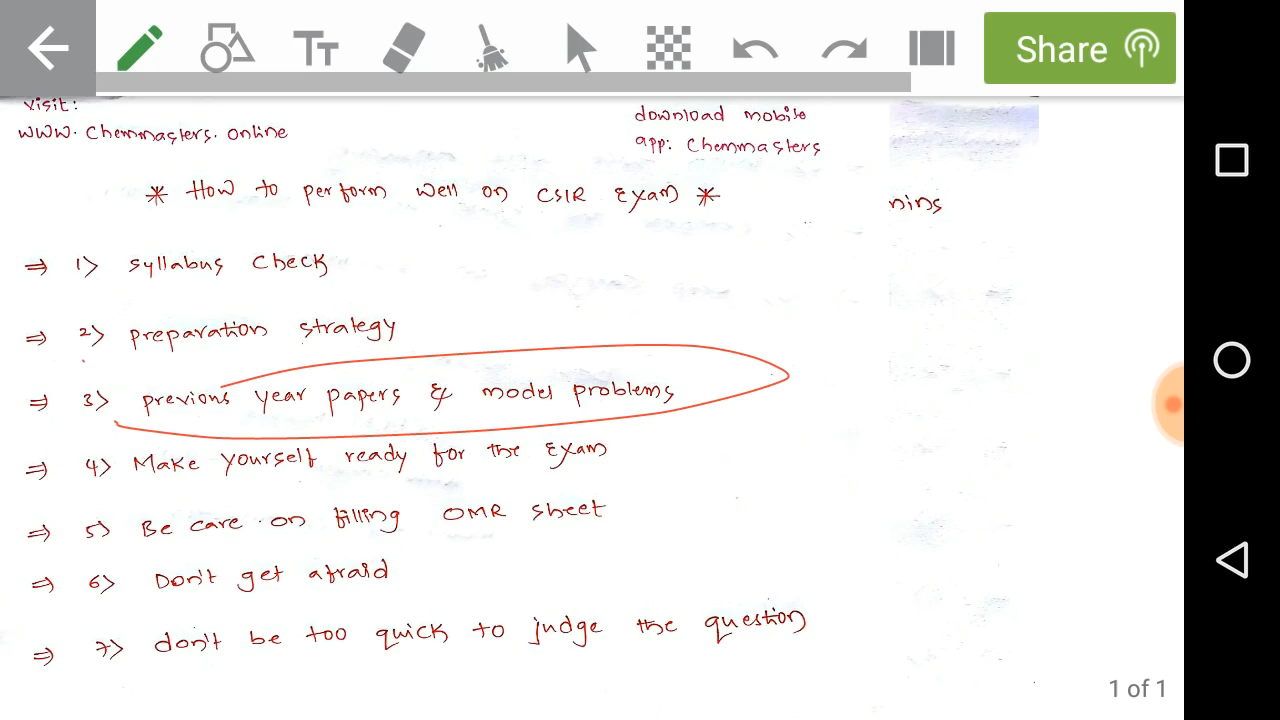 Share
visit:
www.chemmasters.online
download mobile
app: chemmasters
* How to perform well on CSIR Exam *
nins
⇒ 1> syllabus check
⇒ 2> preparation strategy
⇒ 3> previous year papers & model problems
⇒ 4> Make yourself ready for the Exam
⇒ 5> Be care on filling OMR sheet
⇒ 6> Don't get afraid
⇒ 7> don't be too quick to judge the question
1 of 1